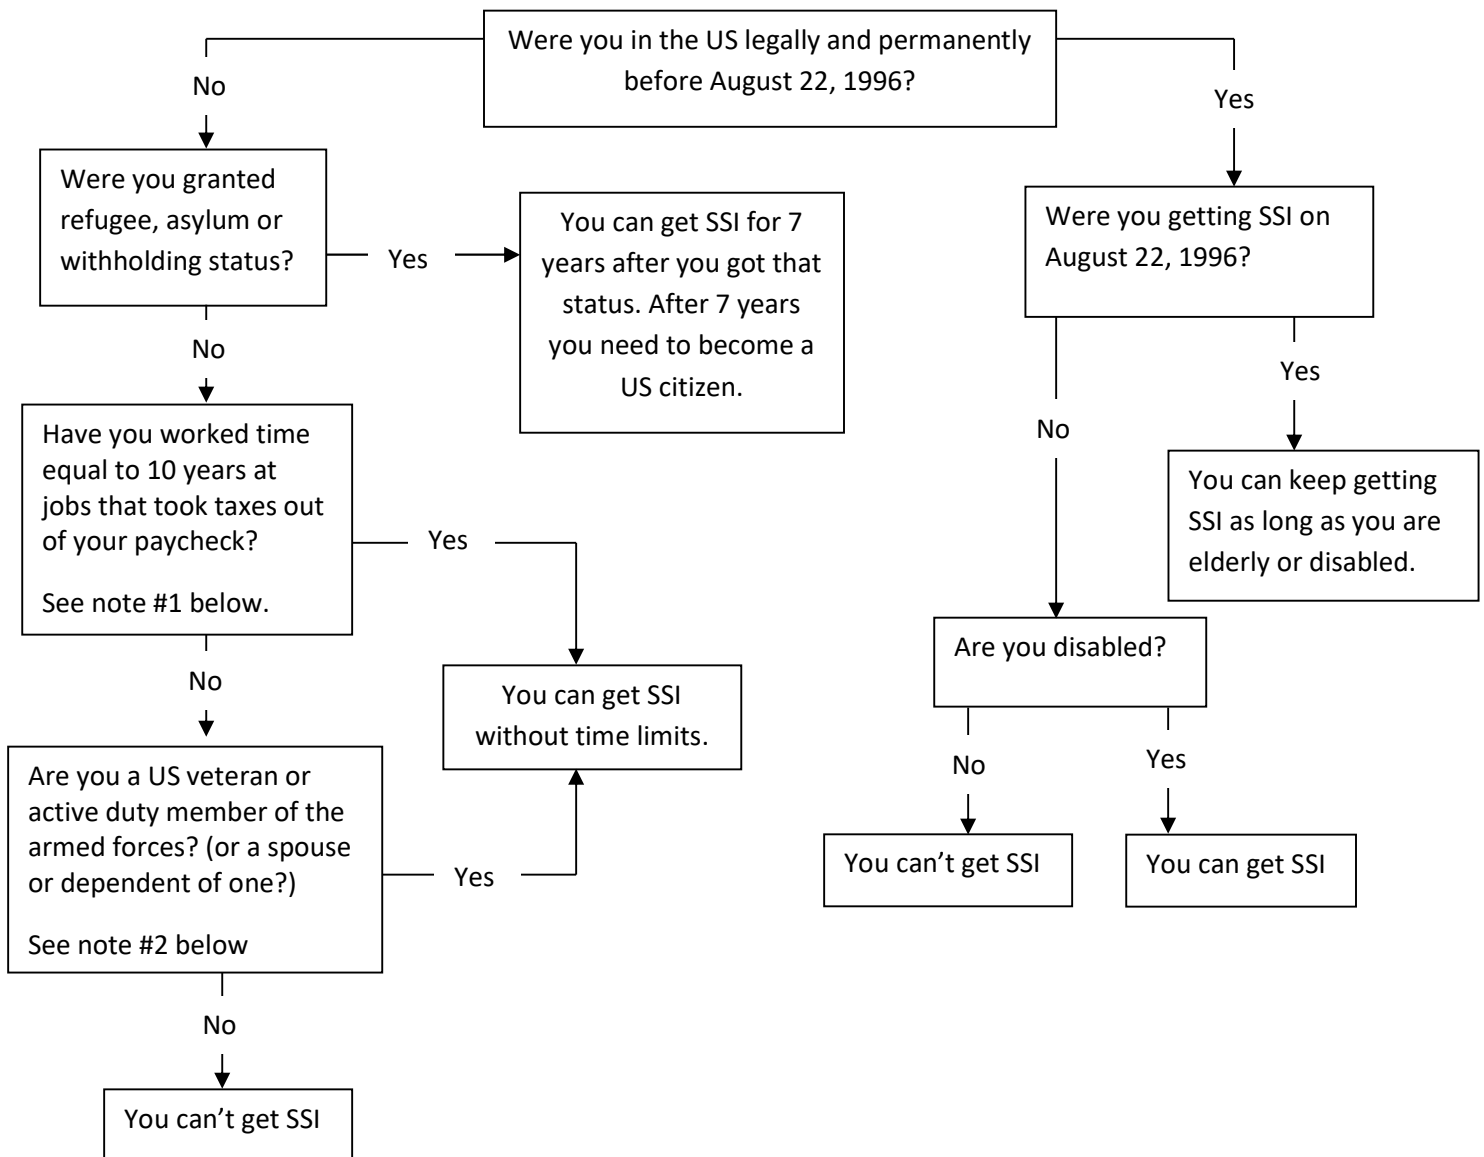 Were you in the US legally and permanently
before August 22, 1996?
No
Yes
Were you granted
refugee, asylum or
withholding status?
Yes
You can get SSI for 7
years after you got that
status. After 7 years
you need to become a
US citizen.
Were you getting SSI on
August 22, 1996?
No
No
Yes
Have you worked time
equal to 10 years at
jobs that took taxes out
of your paycheck?
See note #1 below.
Yes
You can keep getting
SSI as long as you are
elderly or disabled.
No
You can get SSI
without time limits.
Are you disabled?
No
Yes
Are you a US veteran or
active duty member of the
armed forces? (or a spouse
or dependent of one?)
See note #2 below
Yes
You can’t get SSI
You can get SSI
No
You can’t get SSI